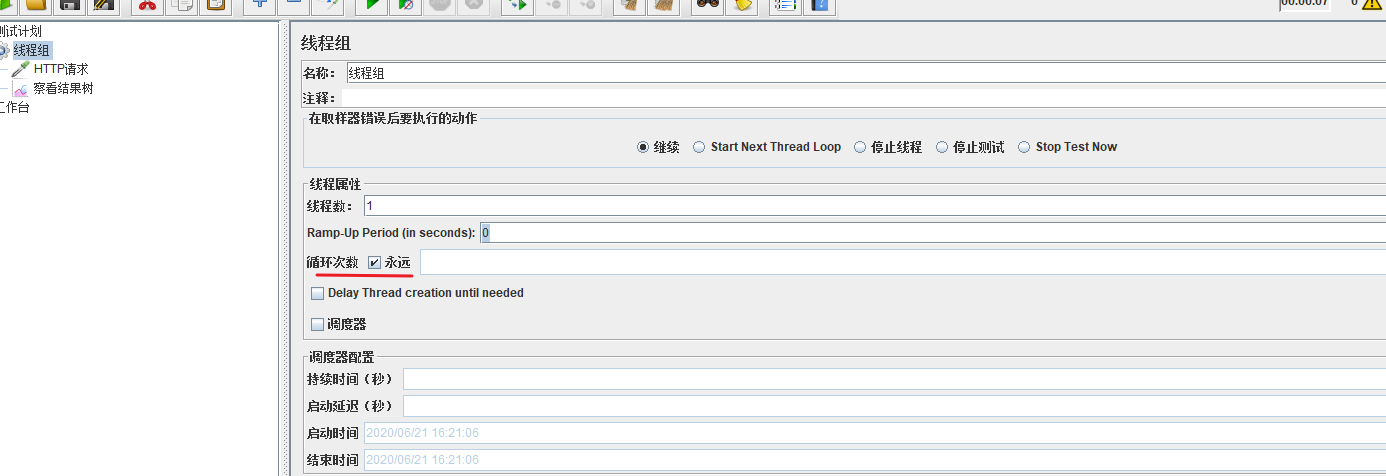 00:00:07 0
测试计划
线程组
HTTP请求
察看结果树
工作台
线程组
名称： 线程组
注释：
在取样器错误后要执行的动作
继续 Start Next Thread Loop 停止线程 停止测试 Stop Test Now
线程属性
线程数： 1
Ramp-Up Period (in seconds): 0
循环次数 永远
Delay Thread creation until needed
调度器
调度器配置
持续时间（秒）
启动延迟（秒）
启动时间 2020/06/21 16:21:06
结束时间 2020/06/21 16:21:06